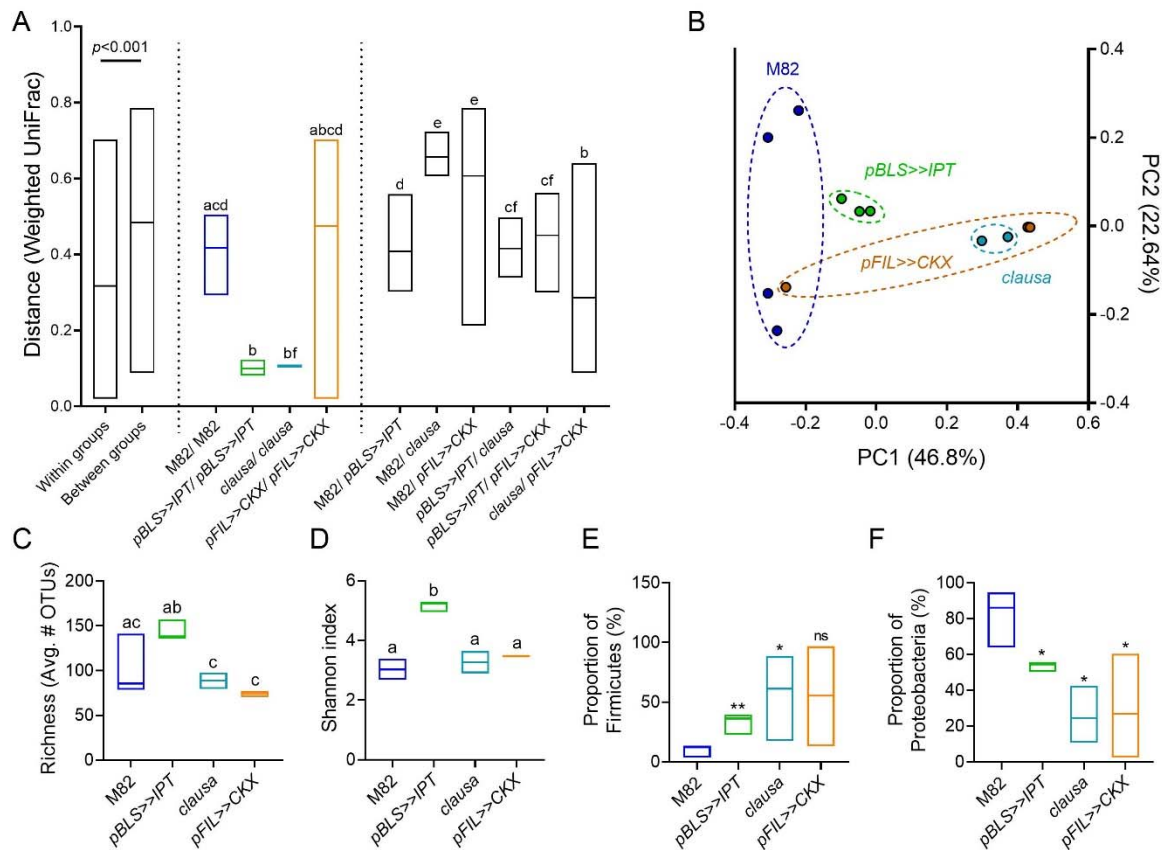 A
Distance (Weighted UniFrac)
1.0
0.8
0.6
0.4
0.2
0.0
p<0.001
acd
b
bf
abcd
d
e
e
cf
cf
b
Within groups
Between groups
M82/ M82
pBLS>>IPT/ pBLS>>IPT
clausa/ clausa
pFIL>>CKX/ pFIL>>CKX
M82/ pBLS>>IPT
M82/ clausa
M82/ pFIL>>CKX
pBLS>>IPT/ clausa
pBLS>>IPT/ pFIL>>CKX
clausa/ pFIL>>CKX
B
M82
pBLS>>IPT
pFIL>>CKX
clausa
0.4
0.2
0.0
-0.2
-0.4
PC2 (22.64%)
-0.4
-0.2
0.0
0.2
0.4
0.6
PC1 (46.8%)
C
Richness (Avg. # OTUs)
200
150
100
50
0
ac
ab
c
c
M82
pBLS>>IPT
clausa
pFIL>>CKX
D
Shannon index
6
4
2
0
a
b
a
a
M82
pBLS>>IPT
clausa
pFIL>>CKX
E
Proportion of
Firmicutes (%)
150
100
50
0
**
*
ns
M82
pBLS>>IPT
clausa
pFIL>>CKX
F
Proportion of
Proteobacteria (%)
100
80
60
40
20
0
*
*
*
M82
pBLS>>IPT
clausa
pFIL>>CKX